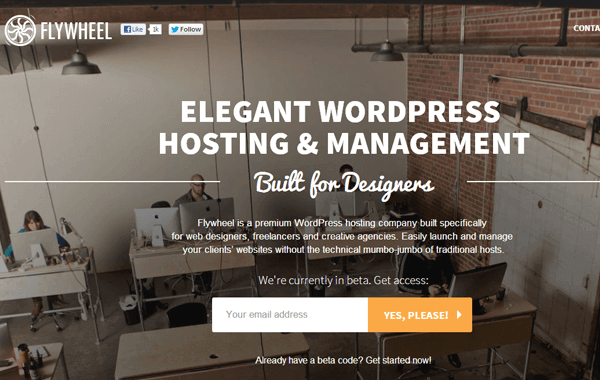 FLYWHEEL
Like 1k
Follow
CONTA
ELEGANT WORDPRESS
HOSTING & MANAGEMENT
Built for Designers
Flywheel is a premium WordPress hosting company built specifically
for web designers, freelancers and creative agencies. Easily launch and manage
your clients' websites without the technical mumbo-jumbo of traditional hosts.
We're currently in beta. Get access:
Your email address
YES, PLEASE!
Already have a beta code? Get started now!